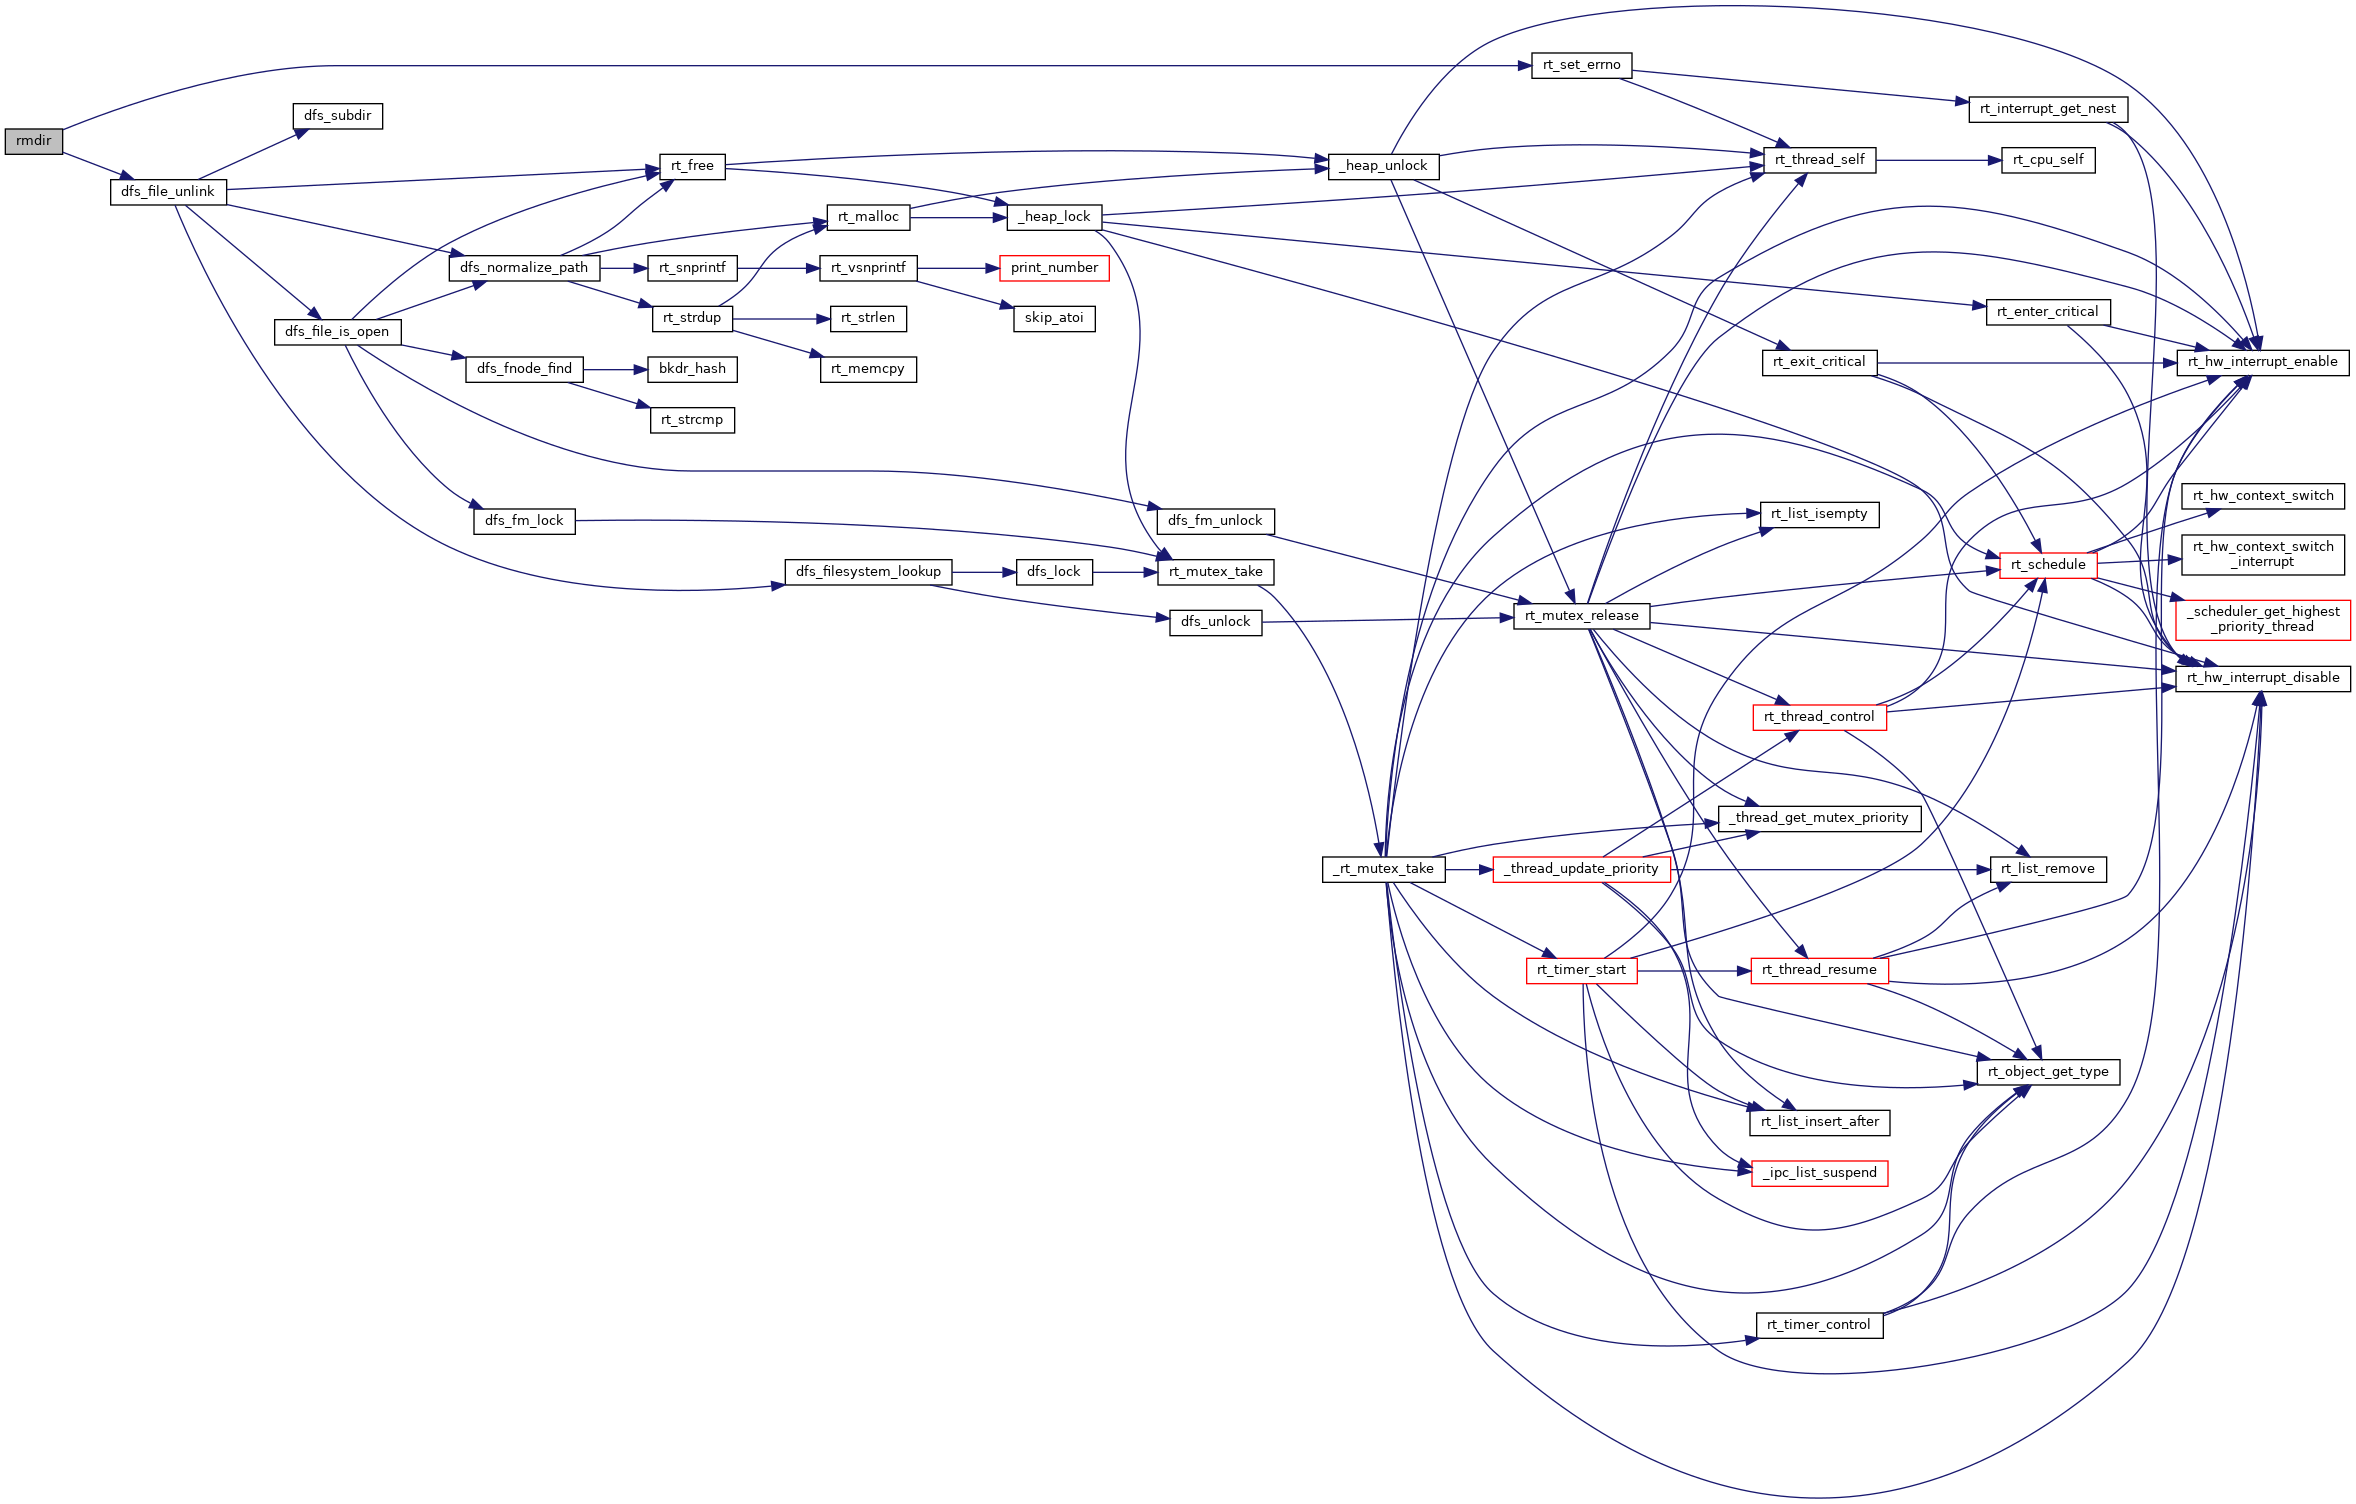 rmdir
dfs_file_unlink
dfs_subdir
dfs_file_is_open
dfs_normalize_path
dfs_fnode_find
dfs_fm_lock
rt_free
rt_snprintf
rt_strdup
bkdr_hash
rt_strcmp
rt_malloc
rt_vsnprintf
rt_strlen
rt_memcpy
dfs_filesystem_lookup
_heap_lock
print_number
skip_atoi
dfs_lock
dfs_fm_unlock
rt_mutex_take
dfs_unlock
_heap_unlock
_rt_mutex_take
rt_set_errno
rt_mutex_release
_thread_update_priority
rt_timer_start
rt_thread_self
rt_exit_critical
rt_list_isempty
rt_thread_control
_thread_get_mutex_priority
rt_thread_resume
rt_list_insert_after
_ipc_list_suspend
rt_timer_control
rt_interrupt_get_nest
rt_cpu_self
rt_enter_critical
rt_schedule
rt_list_remove
rt_object_get_type
rt_hw_interrupt_enable
rt_hw_context_switch
rt_hw_context_switch
_interrupt
_scheduler_get_highest
_priority_thread
rt_hw_interrupt_disable